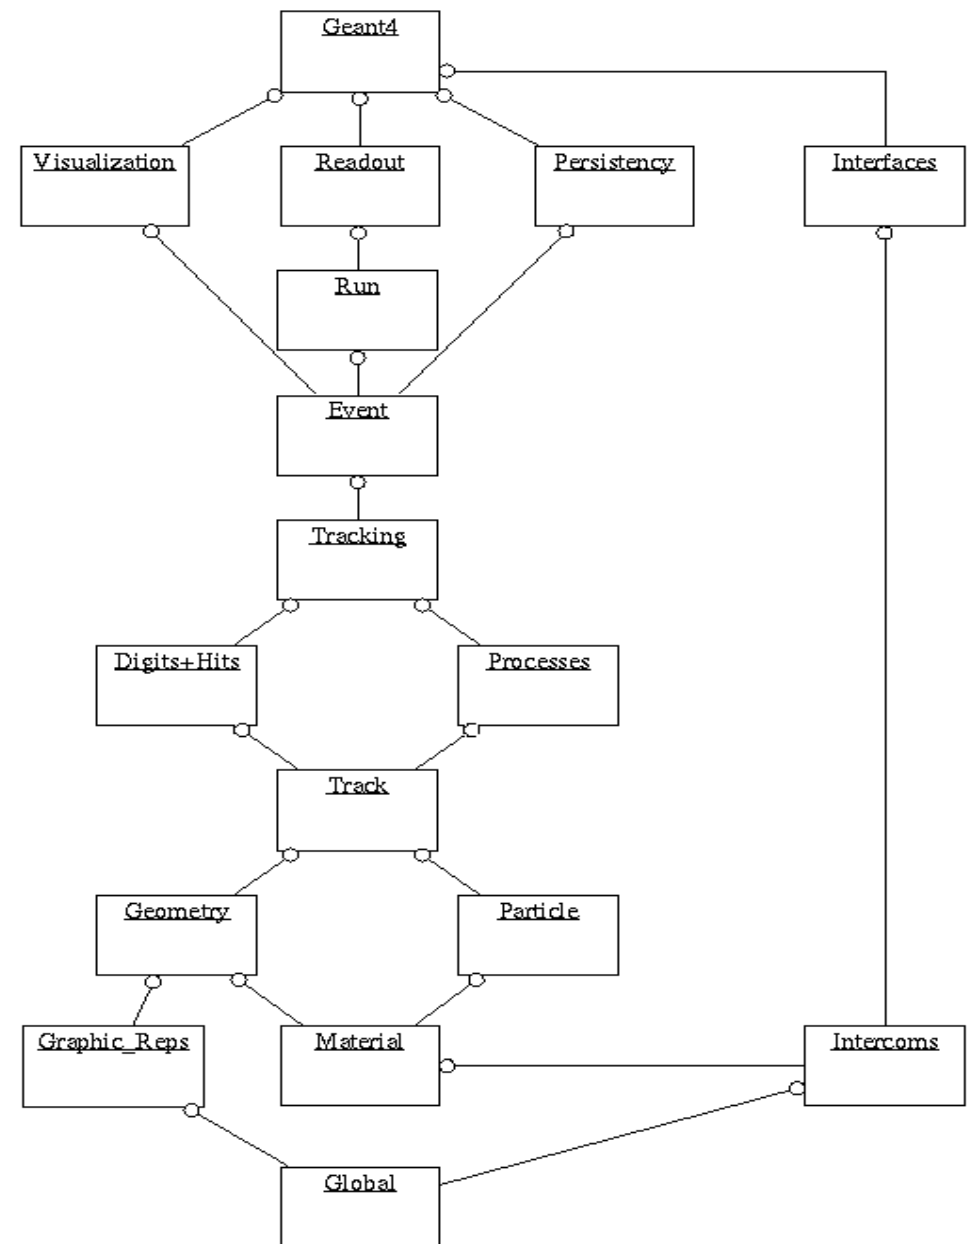 Geant4
Visualization
Readout
Persistency
Interfaces
Run
Event
Tracking
Digits+Hits
Processes
Track
Geometry
Particle
Graphic_Reps
Material
Intercoms
Global